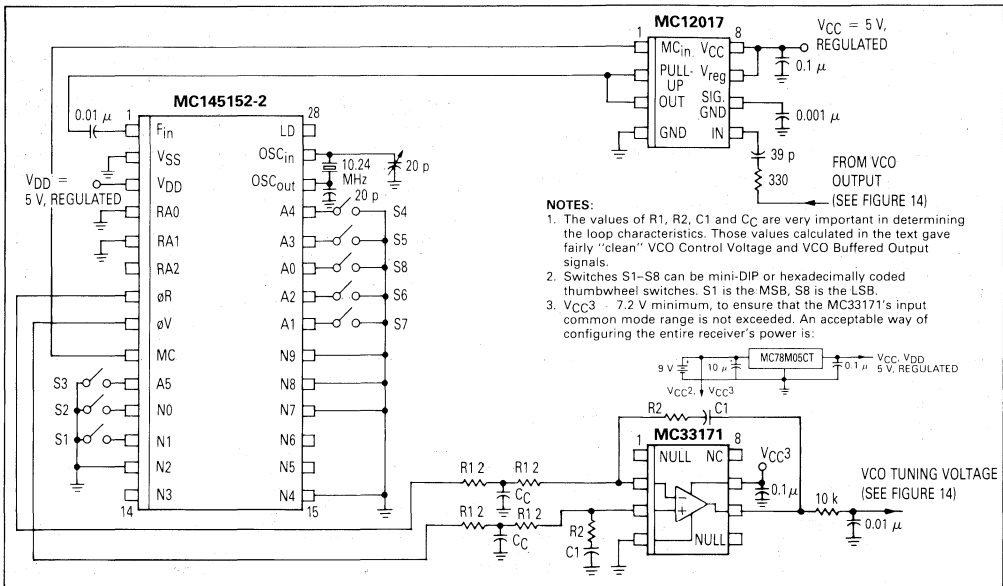 MC12017
1
8
MCin
VCC
PULL-UP
Vreg
OUT
SIG. GND
GND
IN
VCC = 5 V,
REGULATED
0.1 μ
0.001 μ
39 p
330
FROM VCO
OUTPUT
(SEE FIGURE 14)
MC145152-2
0.01 μ
1
28
Fin
LD
VSS
OSCin
VDD
OSCout
RA0
A4
RA1
A3
RA2
A0
øR
A2
øV
A1
MC
N9
A5
N8
N0
N7
N1
N6
N2
N5
N3
N4
14
15
VDD =
5 V, REGULATED
10.24
MHz
20 p
20 p
S4
S5
S8
S6
S7
S3
S2
S1
NOTES:
1. The values of R1, R2, C1 and CC are very important in determining
the loop characteristics. Those values calculated in the text gave
fairly "clean" VCO Control Voltage and VCO Buffered Output
signals.
2. Switches S1–S8 can be mini-DIP or hexadecimally coded
thumbwheel switches. S1 is the MSB, S8 is the LSB.
3. VCC3 - 7.2 V minimum, to ensure that the MC33171's input
common mode range is not exceeded. An acceptable way of
configuring the entire receiver's power is:
9 V
10 μ
MC78M05CT
0.1 μ
VCC, VDD
5 V, REGULATED
VCC2,
VCC3
R2
C1
MC33171
1
8
NULL
NC
NULL
VCC3
0.1 μ
R1 2
R1 2
CC
R1 2
R1 2
CC
R2
C1
10 k
0.01 μ
VCO TUNING VOLTAGE
(SEE FIGURE 14)